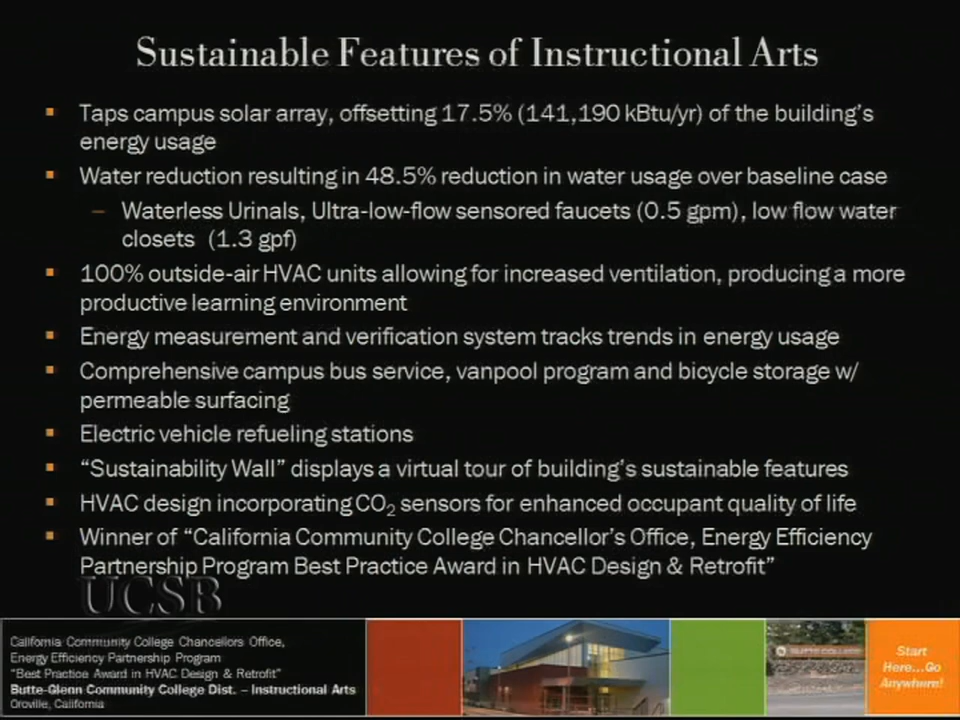 Sustainable Features of Instructional Arts
Taps campus solar array, offsetting 17.5% (141,190 kBtu/yr) of the building's
energy usage
Water reduction resulting in 48.5% reduction in water usage over baseline case
– Waterless Urinals, Ultra-low-flow sensored faucets (0.5 gpm), low flow water
closets (1.3 gpf)
100% outside-air HVAC units allowing for increased ventilation, producing a more
productive learning environment
Energy measurement and verification system tracks trends in energy usage
Comprehensive campus bus service, vanpool program and bicycle storage w/
permeable surfacing
Electric vehicle refueling stations
“Sustainability Wall” displays a virtual tour of building's sustainable features
HVAC design incorporating CO₂ sensors for enhanced occupant quality of life
Winner of “California Community College Chancellor's Office, Energy Efficiency
Partnership Program Best Practice Award in HVAC Design & Retrofit”
UCSB
California Community College Chancellors Office,
Energy Efficiency Partnership Program
“Best Practice Award in HVAC Design & Retrofit”
Butte-Glenn Community College Dist. – Instructional Arts
Oroville, California
BUTTE COLLEGE
Start
Here...Go
Anywhere!